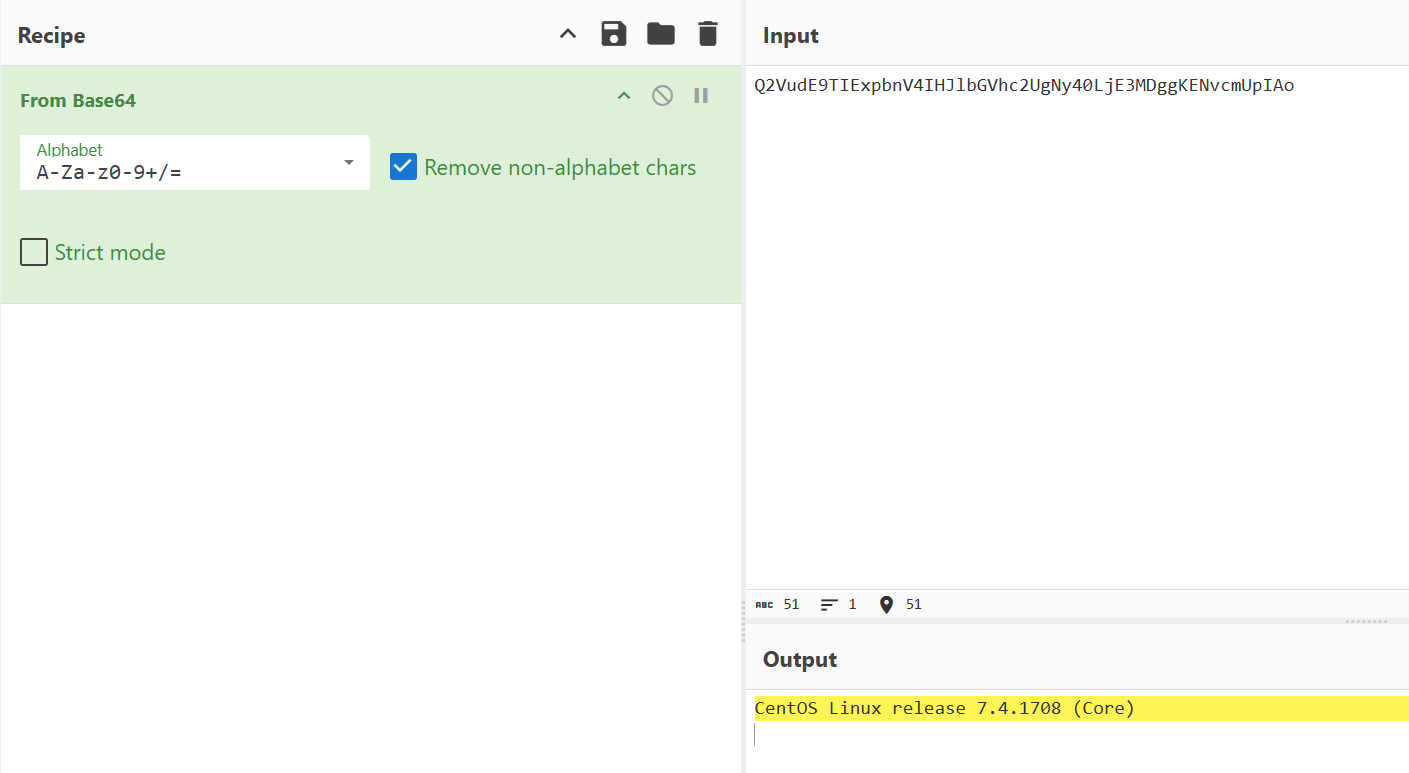 Recipe
From Base64
Alphabet
A-Za-z0-9+/=
Remove non-alphabet chars
Strict mode
Input
Q2VudE9TIExpbnV4IHJlbGVhc2UgNy40LjE3MDggKENvcmUpIAo
ABC 51 1 51
Output
CentOS Linux release 7.4.1708 (Core)